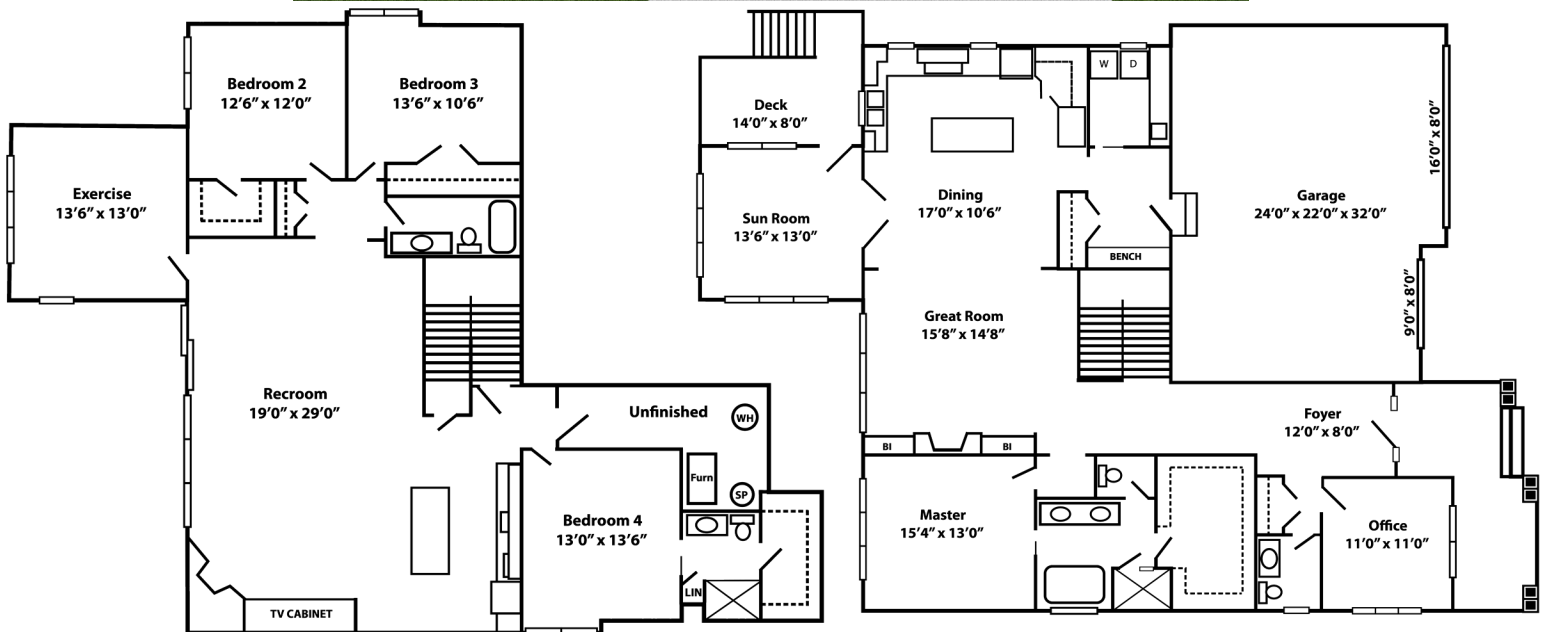 Bedroom 2
12’6” x 12’0”
Bedroom 3
13’6” x 10’6”
Exercise
13’6” x 13’0”
Recroom
19’0” x 29’0”
Unfinished
WH
Furn
SP
Bedroom 4
13’0” x 13’6”
LIN
TV CABINET
Deck
14’0” x 8’0”
W
D
Sun Room
13’6” x 13’0”
Dining
17’0” x 10’6”
BENCH
Great Room
15’8” x 14’8”
Garage
24’0” x 22’0” x 32’0”
16’0” x 8’0”
9’0” x 8’0”
Foyer
12’0” x 8’0”
BI
BI
Master
15’4” x 13’0”
Office
11’0” x 11’0”